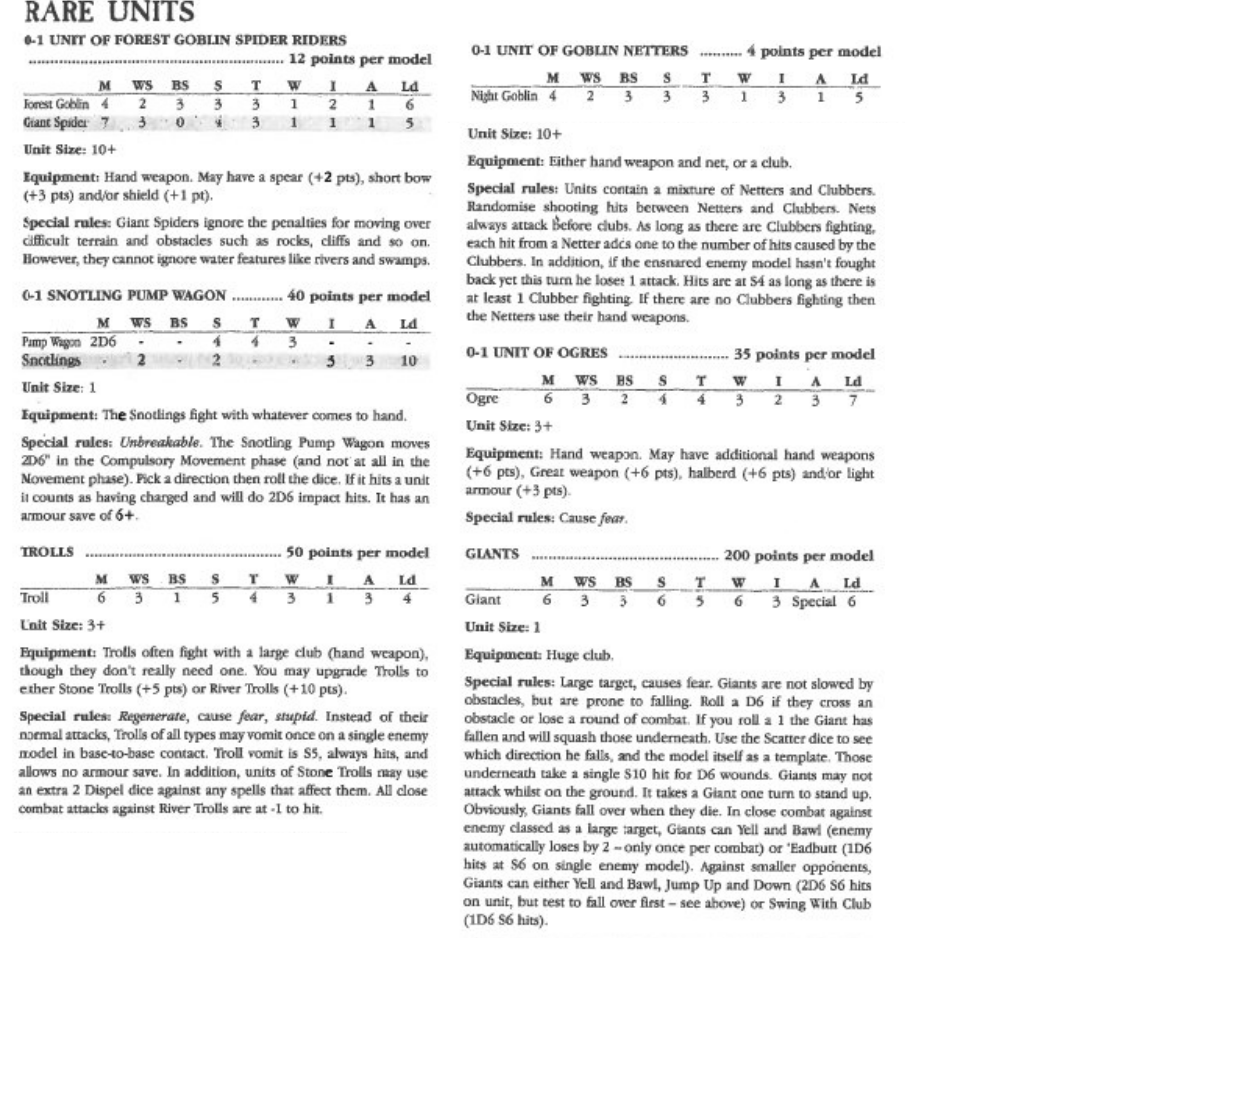 RARE UNITS
0-1 UNIT OF FOREST GOBLIN SPIDER RIDERS
................................................ 12 points per model
M WS BS S T W I A Ld
Forest Goblin 4 2 3 3 3 1 2 1 6
Giant Spider 7 3 0 4 3 1 1 1 5
Unit Size: 10+
Equipment: Hand weapon. May have a spear (+2 pts), short bow
(+3 pts) and/or shield (+1 pt).
Special rules: Giant Spiders ignore the penalties for moving over
difficult terrain and obstacles such as rocks, cliffs and so on.
However, they cannot ignore water features like rivers and swamps.
0-1 SNOTLING PUMP WAGON ............ 40 points per model
M WS BS S T W I A Ld
Pump Wagon 2D6 - - 4 4 3 - - -
Snotlings - 2 - 2 - - 3 3 10
Unit Size: 1
Equipment: The Snotlings fight with whatever comes to hand.
Special rules: Unbreakable. The Snotling Pump Wagon moves
2D6" in the Compulsory Movement phase (and not at all in the
Movement phase). Pick a direction then roll the dice. If it hits a unit
it counts as having charged and will do 2D6 impact hits. It has an
armour save of 6+.
TROLLS .............................................. 50 points per model
M WS BS S T W I A Ld
Troll 6 3 1 5 4 3 1 3 4
Unit Size: 3+
Equipment: Trolls often fight with a large club (hand weapon),
though they don't really need one. You may upgrade Trolls to
either Stone Trolls (+5 pts) or River Trolls (+10 pts).
Special rules: Regenerate, cause fear, stupid. Instead of their
normal attacks, Trolls of all types may vomit once on a single enemy
model in base-to-base contact. Troll vomit is S5, always hits, and
allows no armour save. In addition, units of Stone Trolls may use
an extra 2 Dispel dice against any spells that affect them. All close
combat attacks against River Trolls are at -1 to hit.
0-1 UNIT OF GOBLIN NETTERS .......... 4 points per model
M WS BS S T W I A Ld
Night Goblin 4 2 3 3 3 1 3 1 5
Unit Size: 10+
Equipment: Either hand weapon and net, or a club.
Special rules: Units contain a mixture of Netters and Clubbers.
Randomise shooting hits between Netters and Clubbers. Nets
always attack before clubs. As long as there are Clubbers fighting,
each hit from a Netter adds one to the number of hits caused by the
Clubbers. In addition, if the ensnared enemy model hasn't fought
back yet this turn he loses 1 attack. Hits are at S4 as long as there is
at least 1 Clubber fighting. If there are no Clubbers fighting then
the Netters use their hand weapons.
0-1 UNIT OF OGRES .......................... 35 points per model
M WS BS S T W I A Ld
Ogre 6 3 2 4 4 3 2 3 7
Unit Size: 3+
Equipment: Hand weapon. May have additional hand weapons
(+6 pts), Great weapon (+6 pts), halberd (+6 pts) and/or light
armour (+3 pts).
Special rules: Cause fear.
GIANTS ............................................ 200 points per model
M WS BS S T W I A Ld
Giant 6 3 3 6 5 6 3 Special 6
Unit Size: 1
Equipment: Huge club.
Special rules: Large target, causes fear. Giants are not slowed by
obstacles, but are prone to falling. Roll a D6 if they cross an
obstacle or lose a round of combat. If you roll a 1 the Giant has
fallen and will squash those underneath. Use the Scatter dice to see
which direction he falls, and the model itself as a template. Those
underneath take a single S10 hit for D6 wounds. Giants may not
attack whilst on the ground. It takes a Giant one turn to stand up.
Obviously, Giants fall over when they die. In close combat against
enemy classed as a large target, Giants can Yell and Bawl (enemy
automatically loses by 2 – only once per combat) or 'Eadbutt (1D6
hits at S6 on single enemy model). Against smaller opponents,
Giants can either Yell and Bawl, Jump Up and Down (2D6 S6 hits
on unit, but test to fall over first – see above) or Swing With Club
(1D6 S6 hits).